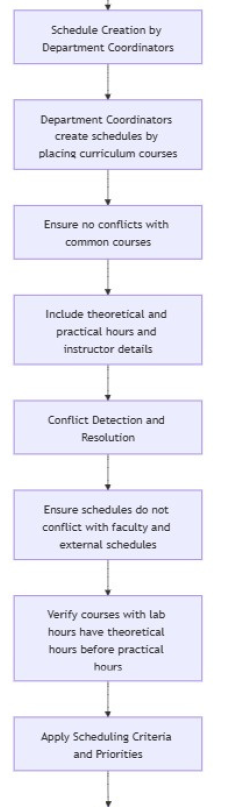 Schedule Creation by
Department Coordinators
Department Coordinators
create schedules by
placing curriculum courses
Ensure no conflicts with
common courses
Include theoretical and
practical hours and
instructor details
Conflict Detection and
Resolution
Ensure schedules do not
conflict with faculty and
external schedules
Verify courses with lab
hours have theoretical
hours before practical
hours
Apply Scheduling Criteria
and Priorities